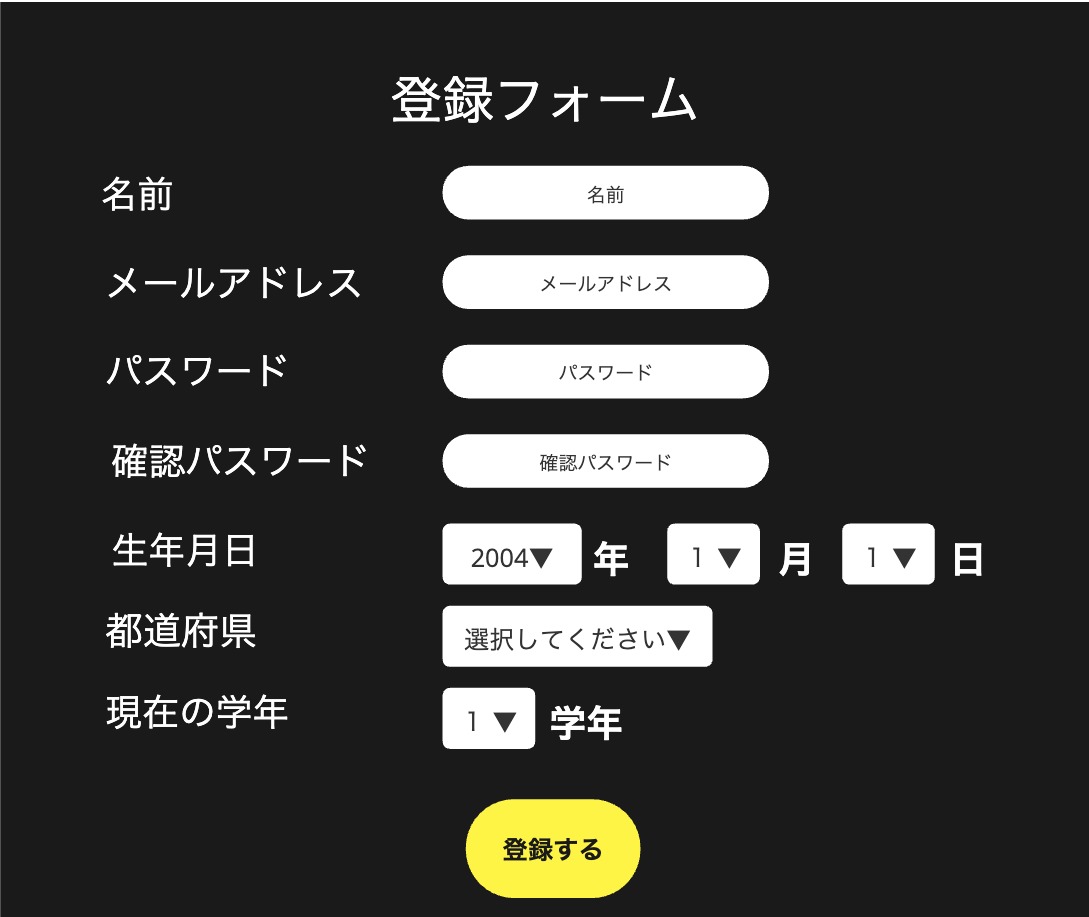 登録フォーム
名前 名前
メールアドレス メールアドレス
パスワード パスワード
確認パスワード 確認パスワード
生年月日 2004▼ 年 1 ▼ 月 1 ▼ 日
都道府県 選択してください▼
現在の学年 1 ▼ 学年
登録する